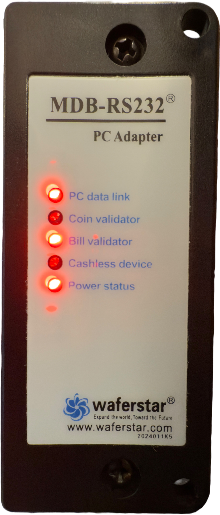 MDB-RS232®
PC Adapter
PC data link
Coin validator
Bill validator
Cashless device
Power status
waferstar®
Expand the world, Toward the Future
www.waferstar.com
20240111K5